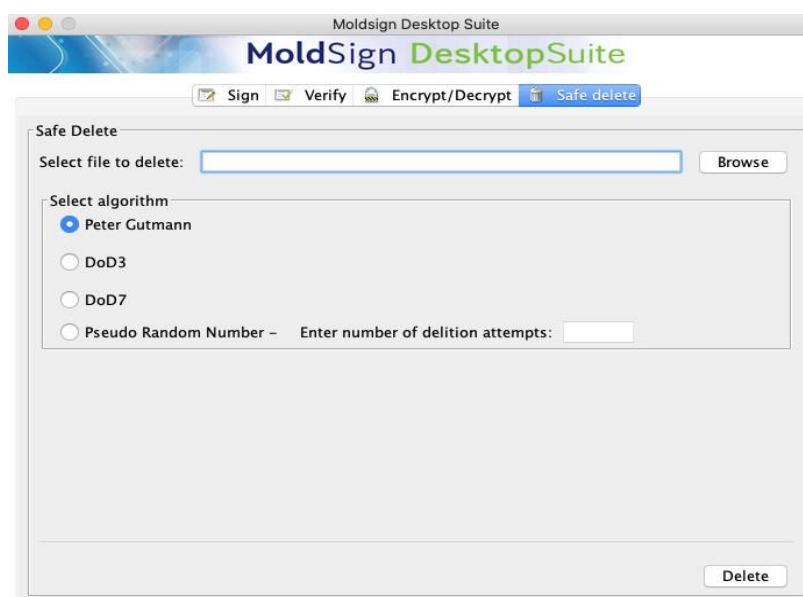 Moldsign Desktop Suite
MoldSign DesktopSuite
Sign Verify Encrypt/Decrypt Safe delete
Safe Delete
Select file to delete: Browse
Select algorithm
Peter Gutmann
DoD3
DoD7
Pseudo Random Number – Enter number of delition attempts:
Delete